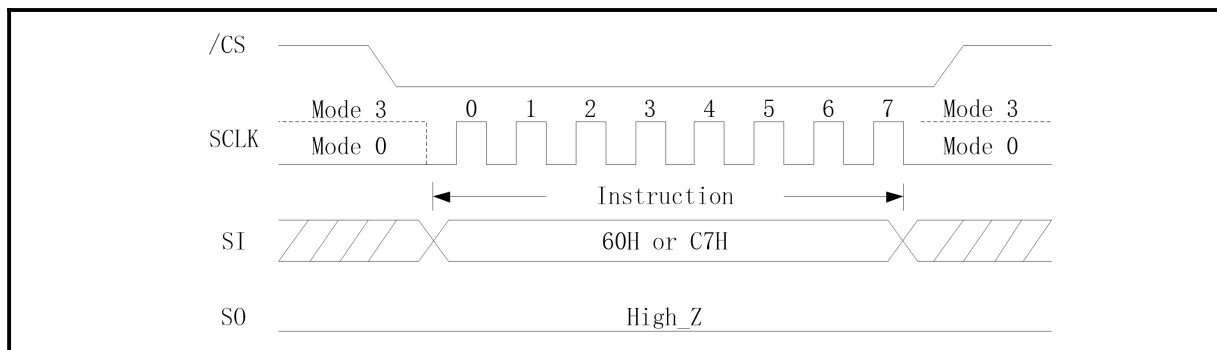 /CS
Mode 3 0 1 2 3 4 5 6 7 Mode 3
SCLK
Mode 0 Mode 0
Instruction
SI 60H or C7H
SO High_Z